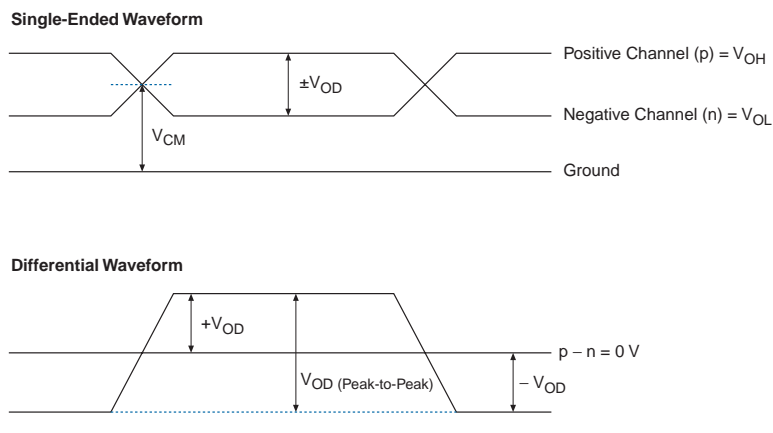 Single-Ended Waveform
Positive Channel (p) = VOH
±VOD
Negative Channel (n) = VOL
VCM
Ground
Differential Waveform
+VOD
p − n = 0 V
VOD (Peak-to-Peak)
− VOD